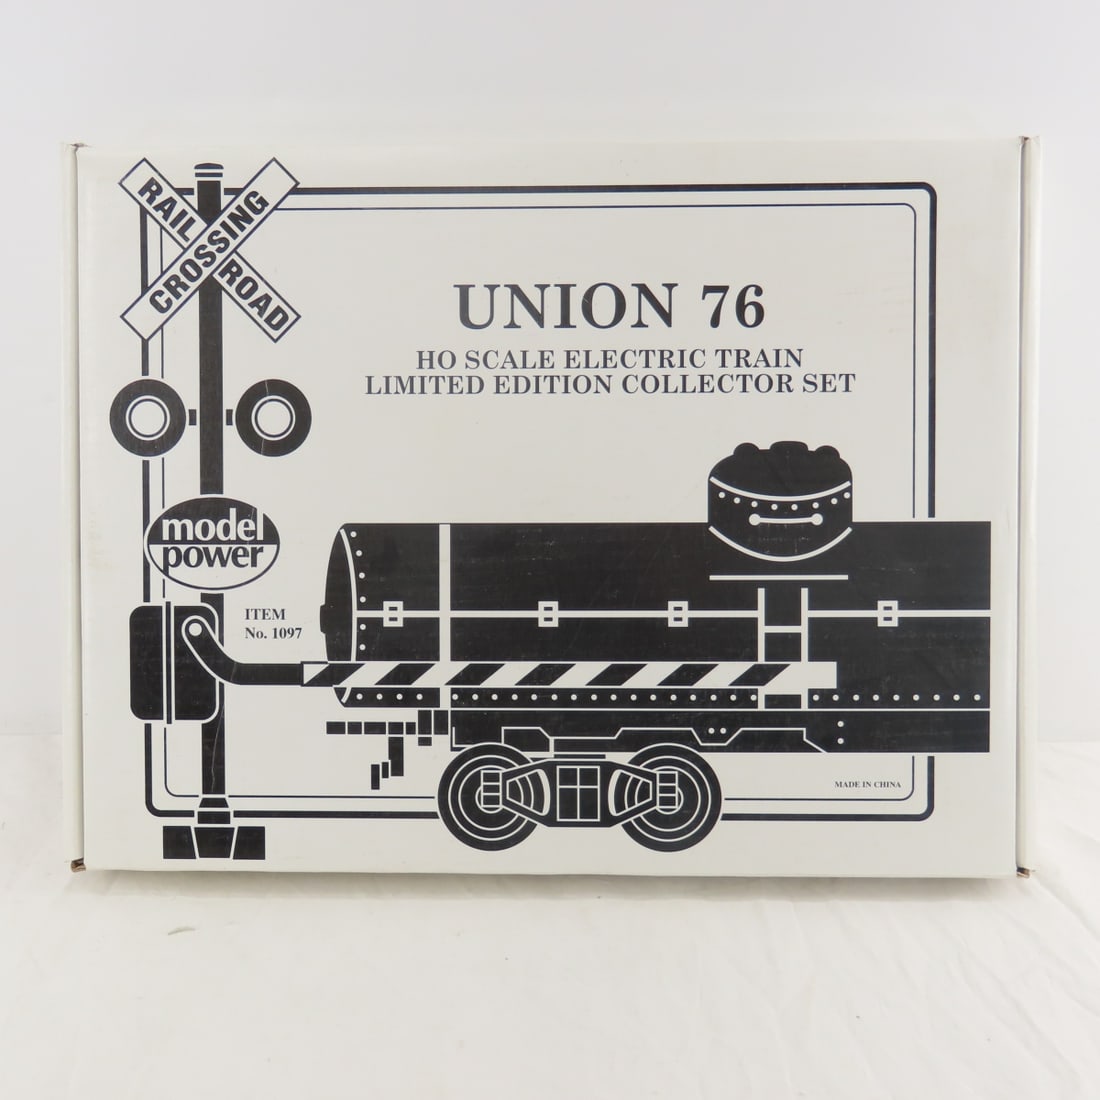 RAIL ROAD
CROSSING
UNION 76
HO SCALE ELECTRIC TRAIN
LIMITED EDITION COLLECTOR SET
model
power
ITEM
No. 1097
MADE IN CHINA